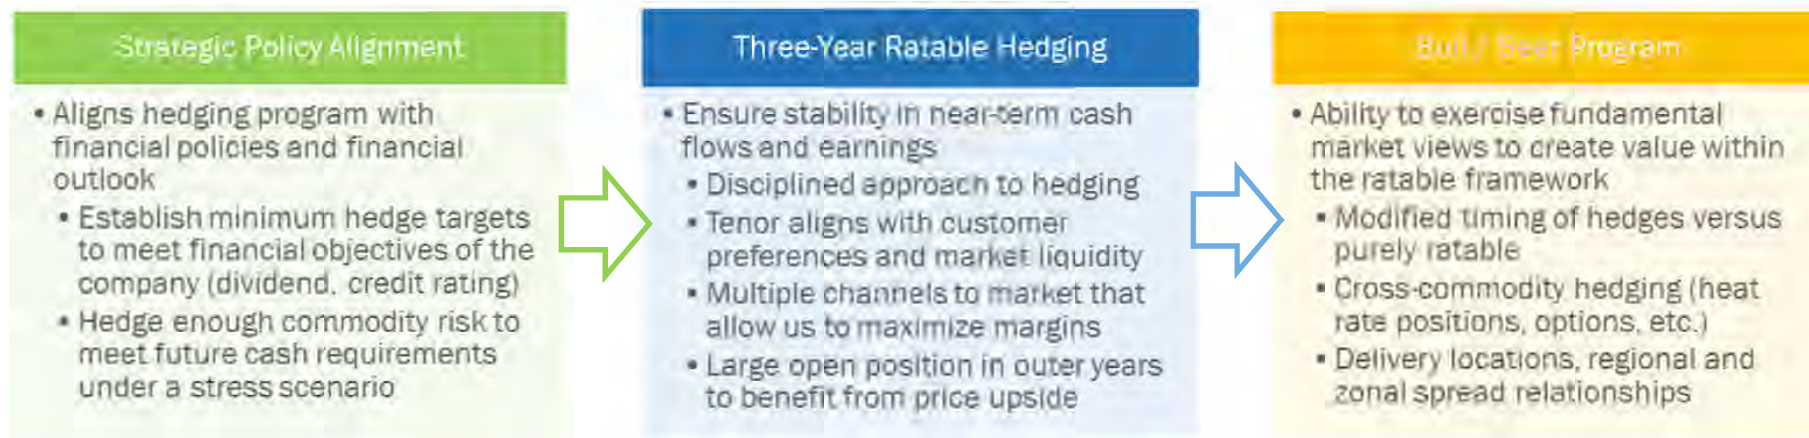 Strategic Policy Alignment
• Aligns hedging program with
financial policies and financial
outlook
▪ Establish minimum hedge targets
to meet financial objectives of the
company (dividend, credit rating)
▪ Hedge enough commodity risk to
meet future cash requirements
under a stress scenario
Three-Year Ratable Hedging
• Ensure stability in near-term cash
flows and earnings
▪ Disciplined approach to hedging
▪ Tenor aligns with customer
preferences and market liquidity
▪ Multiple channels to market that
allow us to maximize margins
▪ Large open position in outer years
to benefit from price upside
Bull / Bear Program
• Ability to exercise fundamental
market views to create value within
the ratable framework
▪ Modified timing of hedges versus
purely ratable
▪ Cross-commodity hedging (heat
rate positions, options, etc.)
▪ Delivery locations, regional and
zonal spread relationships